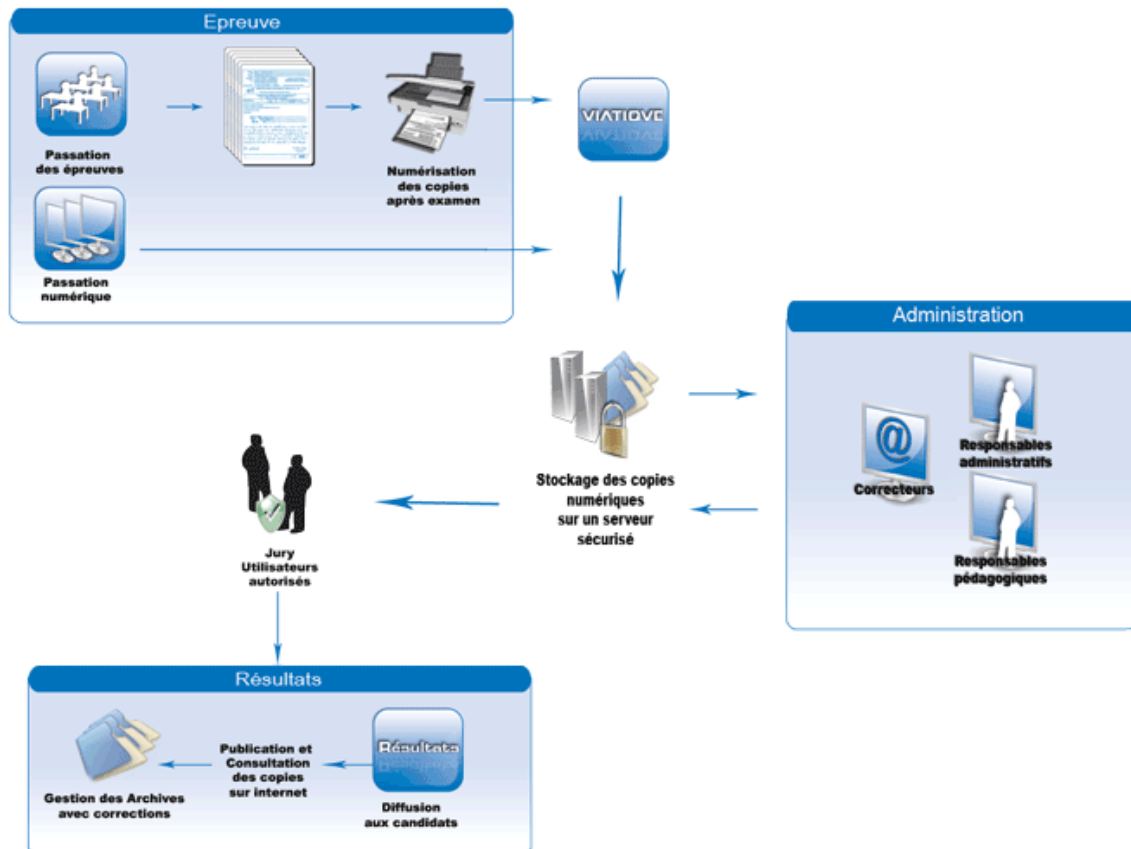 Epreuve
Passation
des épreuves
Numérisation
des copies
après examen
VIATIQUE
Passation
numérique
Administration
Responsables
administratifs
Correcteurs
Responsables
pédagogiques
Stockage des copies
numériques
sur un serveur
sécurisé
Jury
Utilisateurs
autorisés
Résultats
Résultats
Publication et
Consultation
des copies
sur internet
Gestion des Archives
avec corrections
Diffusion
aux candidats